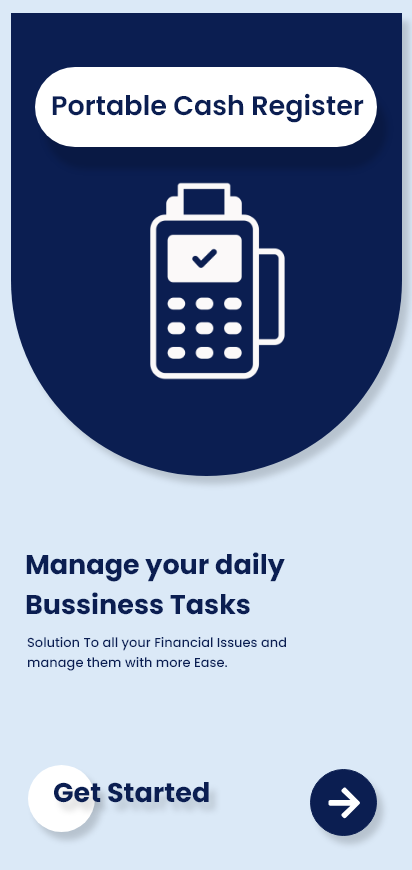 Portable Cash Register
Manage your daily
Bussiness Tasks
Solution To all your Financial Issues and
manage them with more Ease.
Get Started